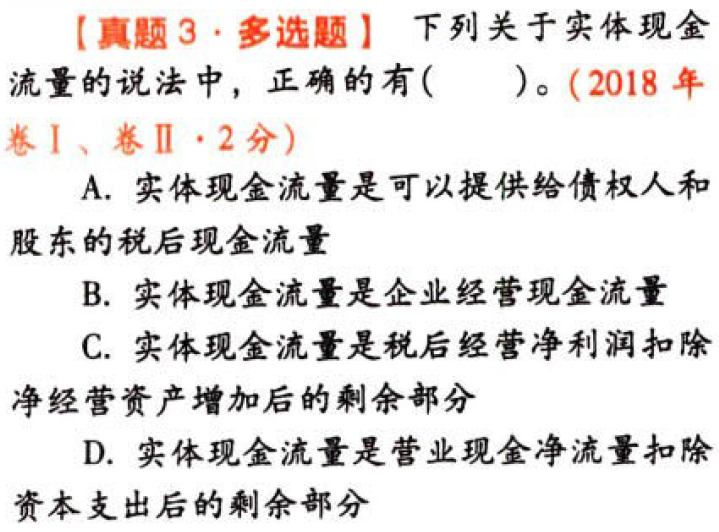 【真题3·多选题】 下列关于实体现金
流量的说法中，正确的有(　　)。(2018 年
卷Ⅰ、卷Ⅱ·2分)
A. 实体现金流量是可以提供给债权人和
股东的税后现金流量
B. 实体现金流量是企业经营现金流量
C. 实体现金流量是税后经营净利润扣除
净经营资产增加后的剩余部分
D. 实体现金流量是营业现金净流量扣除
资本支出后的剩余部分